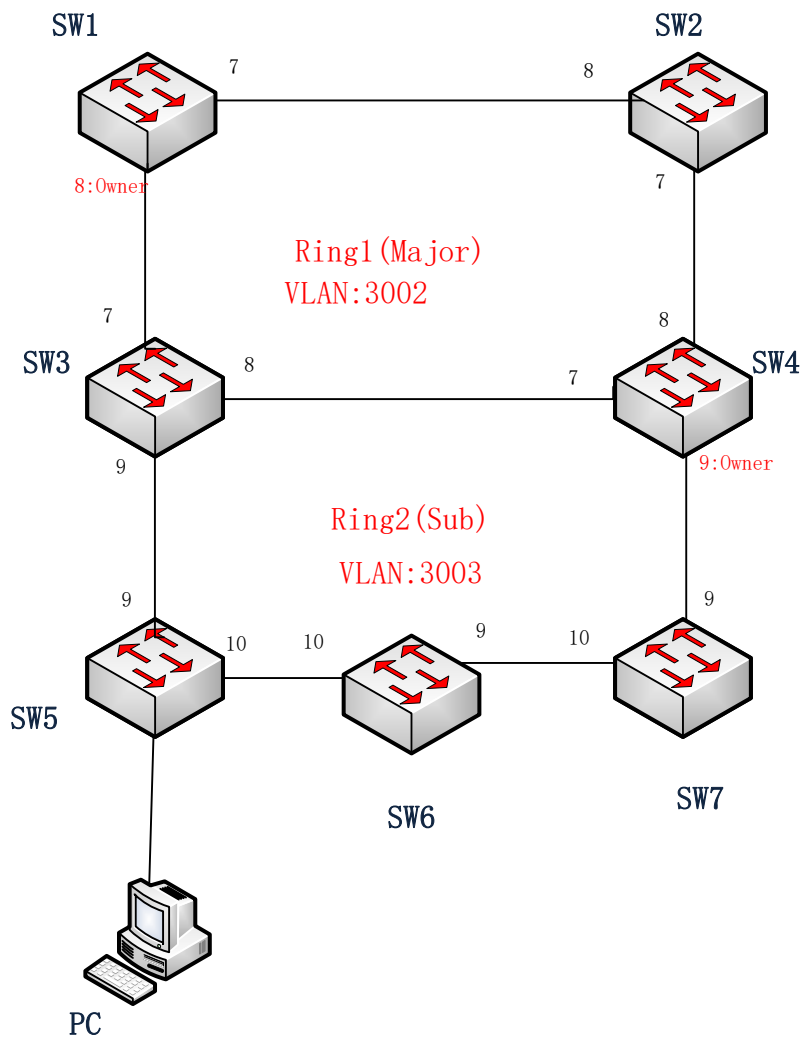 SW1
SW2
7
8
8:Owner
7
Ring1(Major)
VLAN:3002
7
8
SW3
8
7
SW4
9
9:Owner
Ring2(Sub)
VLAN:3003
9
9
10
10
9
10
SW5
SW7
SW6
PC